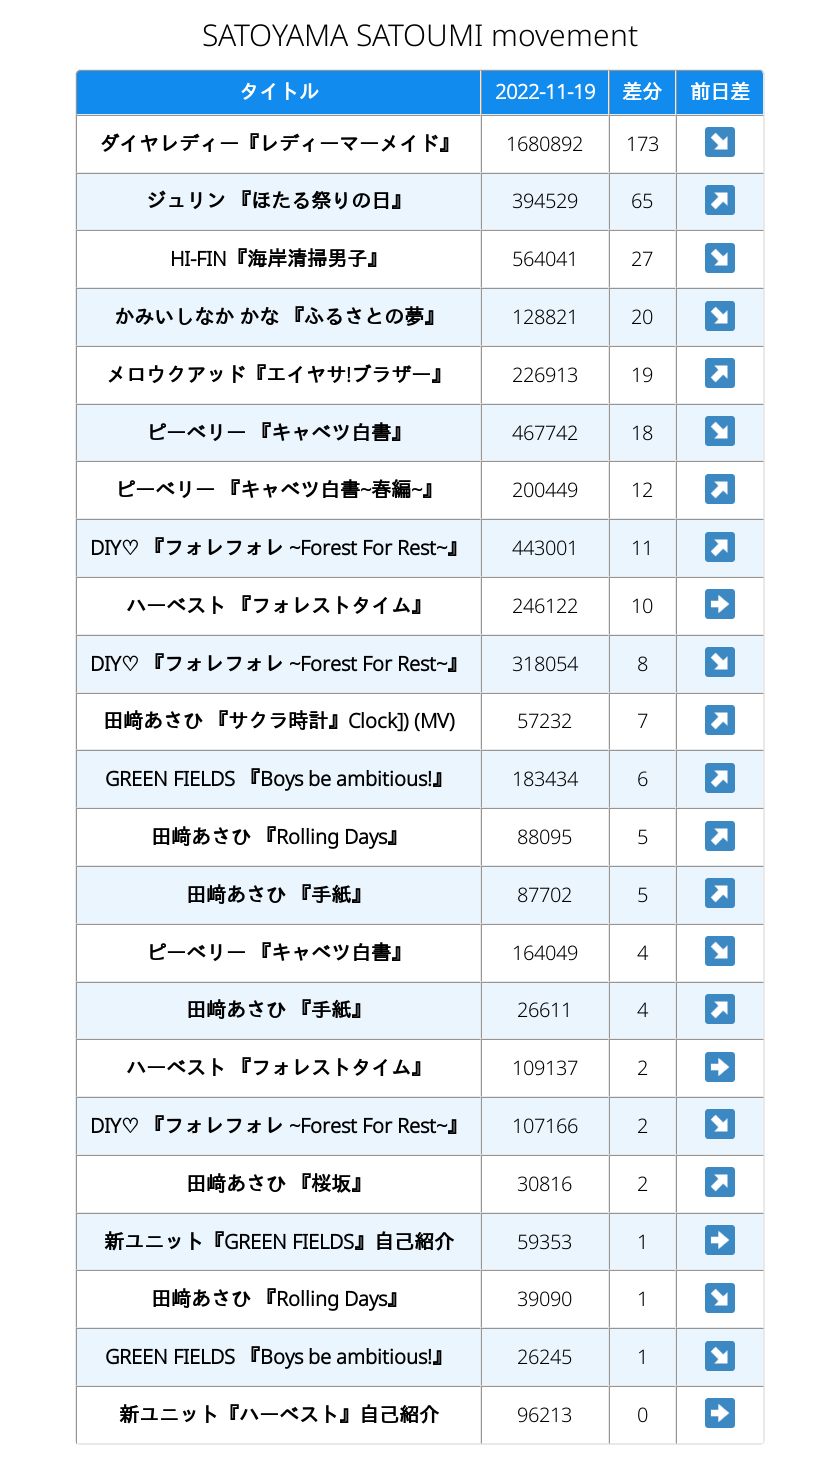 SATOYAMA SATOUMI movement
タイトル 2022-11-19 差分 前日差
ダイヤレディー『レディーマーメイド』 1680892 173 ↘
ジュリン 『ほたる祭りの日』 394529 65 ↗
HI-FIN『海岸清掃男子』 564041 27 ↘
かみいしなか かな 『ふるさとの夢』 128821 20 ↘
メロウクアッド『エイヤサ!ブラザー』 226913 19 ↗
ピーベリー 『キャベツ白書』 467742 18 ↘
ピーベリー 『キャベツ白書~春編~』 200449 12 ↗
DIY♡ 『フォレフォレ ~Forest For Rest~』 443001 11 ↗
ハーベスト 『フォレストタイム』 246122 10 ➡
DIY♡ 『フォレフォレ ~Forest For Rest~』 318054 8 ↘
田﨑あさひ 『サクラ時計』Clock]) (MV) 57232 7 ↗
GREEN FIELDS 『Boys be ambitious!』 183434 6 ↗
田﨑あさひ 『Rolling Days』 88095 5 ↗
田﨑あさひ 『手紙』 87702 5 ↗
ピーベリー 『キャベツ白書』 164049 4 ↘
田﨑あさひ 『手紙』 26611 4 ↗
ハーベスト 『フォレストタイム』 109137 2 ➡
DIY♡ 『フォレフォレ ~Forest For Rest~』 107166 2 ↘
田﨑あさひ 『桜坂』 30816 2 ↗
新ユニット『GREEN FIELDS』自己紹介 59353 1 ➡
田﨑あさひ 『Rolling Days』 39090 1 ↘
GREEN FIELDS 『Boys be ambitious!』 26245 1 ↘
新ユニット『ハーベスト』自己紹介 96213 0 ➡